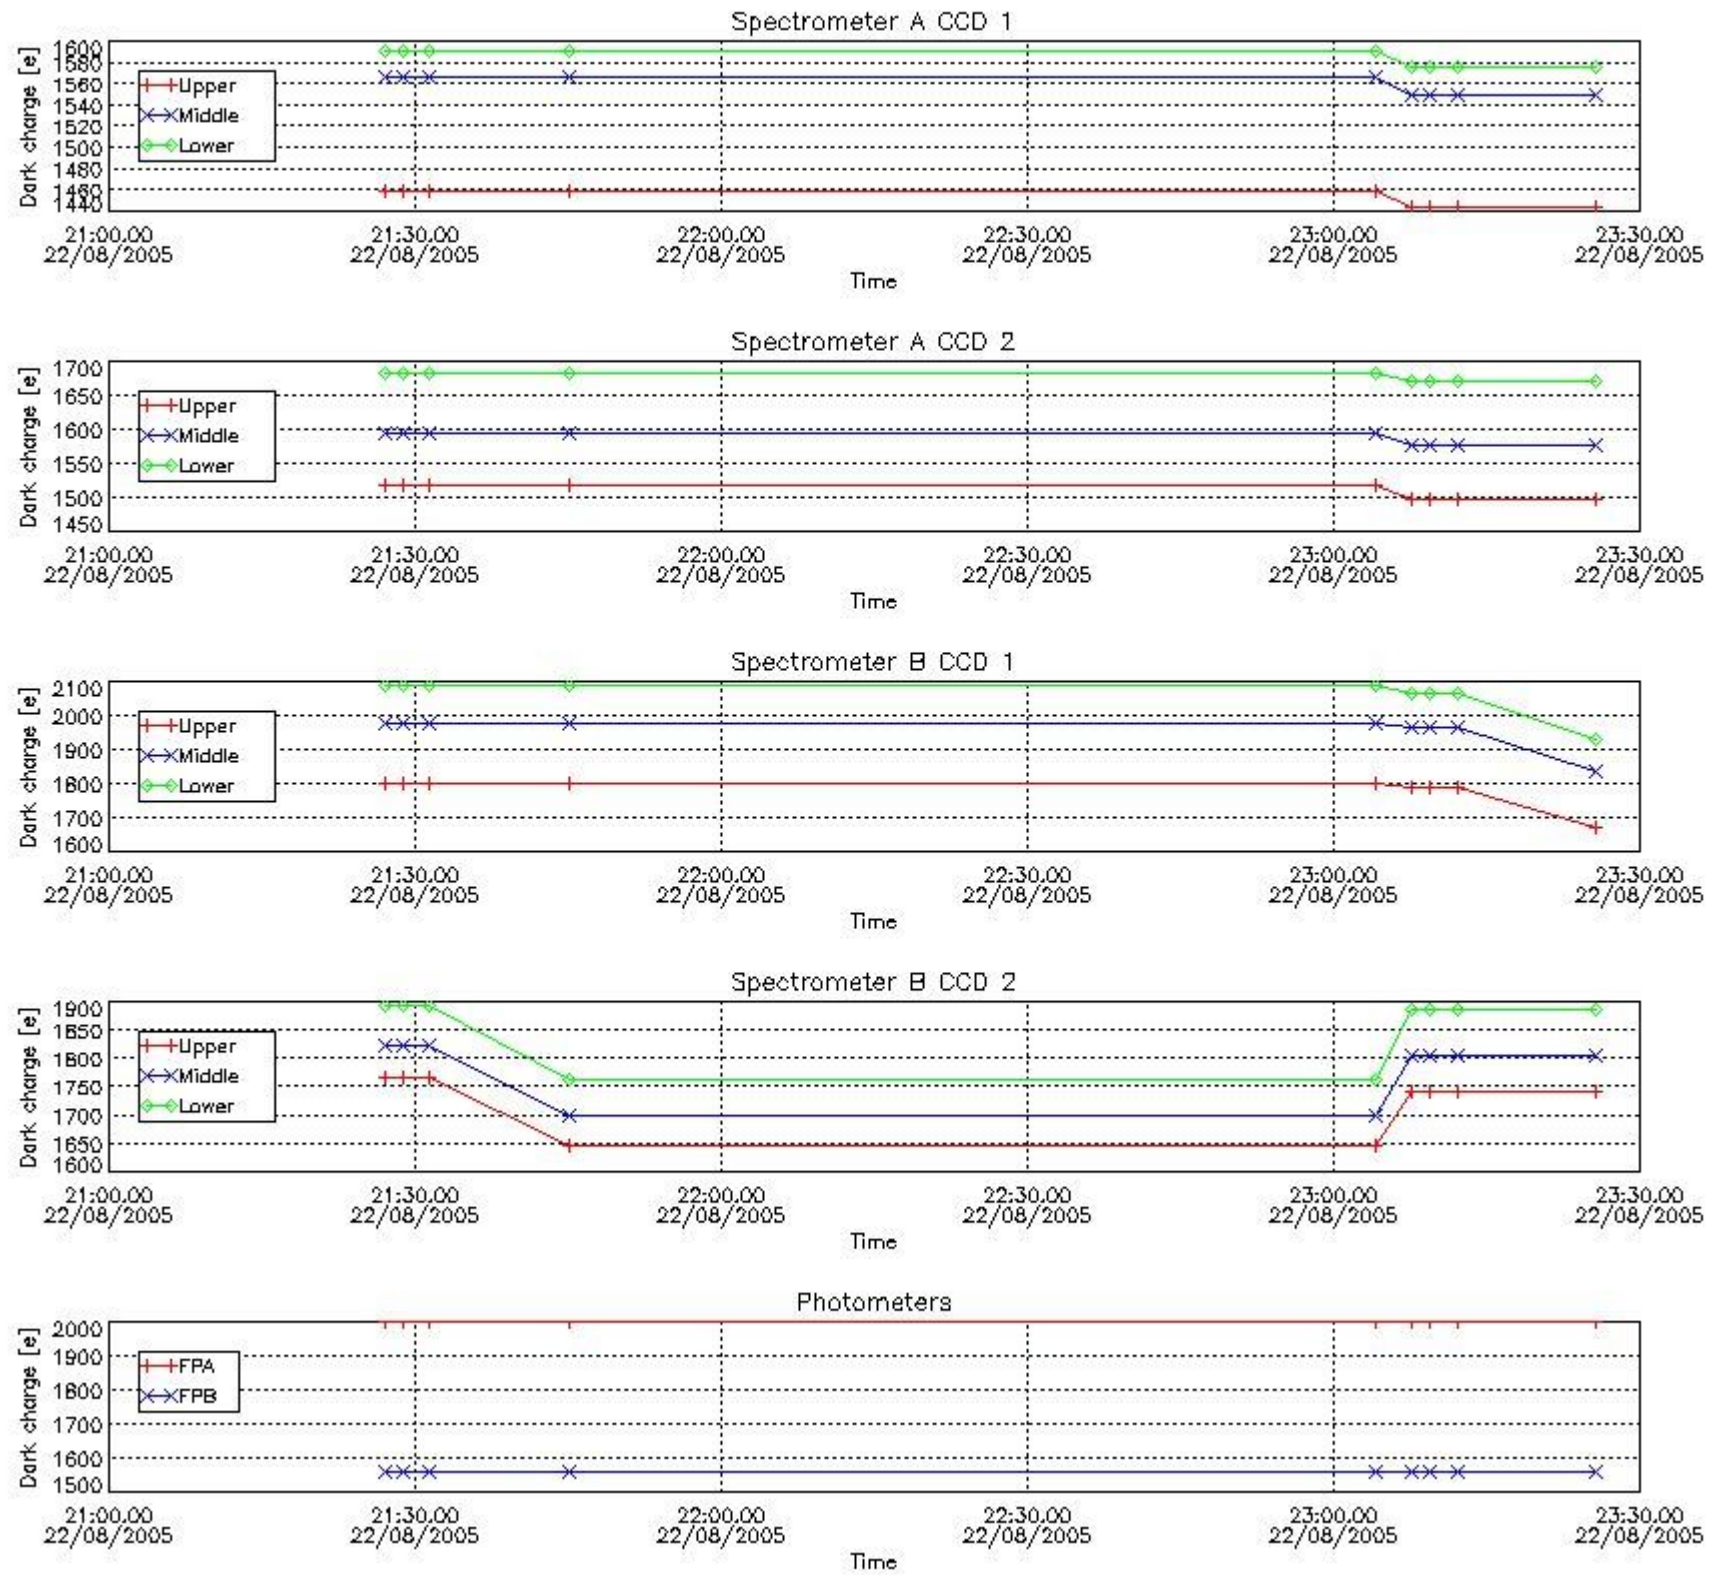 Spectrometer A CCD 1
Dark charge [e]
1600
1580
1560
1540
1520
1500
1480
1460
1440
Upper
Middle
Lower
21:00.00 21:30.00 22:00.00 22:30.00 23:00.00 23:30.00
22/08/2005 22/08/2005 22/08/2005 22/08/2005 22/08/2005 22/08/2005
Time
Spectrometer A CCD 2
Dark charge [e]
1700
1650
1600
1550
1500
1450
Upper
Middle
Lower
21:00.00 21:30.00 22:00.00 22:30.00 23:00.00 23:30.00
22/08/2005 22/08/2005 22/08/2005 22/08/2005 22/08/2005 22/08/2005
Time
Spectrometer B CCD 1
Dark charge [e]
2100
2000
1900
1800
1700
1600
Upper
Middle
Lower
21:00.00 21:30.00 22:00.00 22:30.00 23:00.00 23:30.00
22/08/2005 22/08/2005 22/08/2005 22/08/2005 22/08/2005 22/08/2005
Time
Spectrometer B CCD 2
Dark charge [e]
1900
1850
1800
1750
1700
1650
1600
Upper
Middle
Lower
21:00.00 21:30.00 22:00.00 22:30.00 23:00.00 23:30.00
22/08/2005 22/08/2005 22/08/2005 22/08/2005 22/08/2005 22/08/2005
Time
Photometers
Dark charge [e]
2000
1900
1800
1700
1600
1500
FPA
FPB
21:00.00 21:30.00 22:00.00 22:30.00 23:00.00 23:30.00
22/08/2005 22/08/2005 22/08/2005 22/08/2005 22/08/2005 22/08/2005
Time